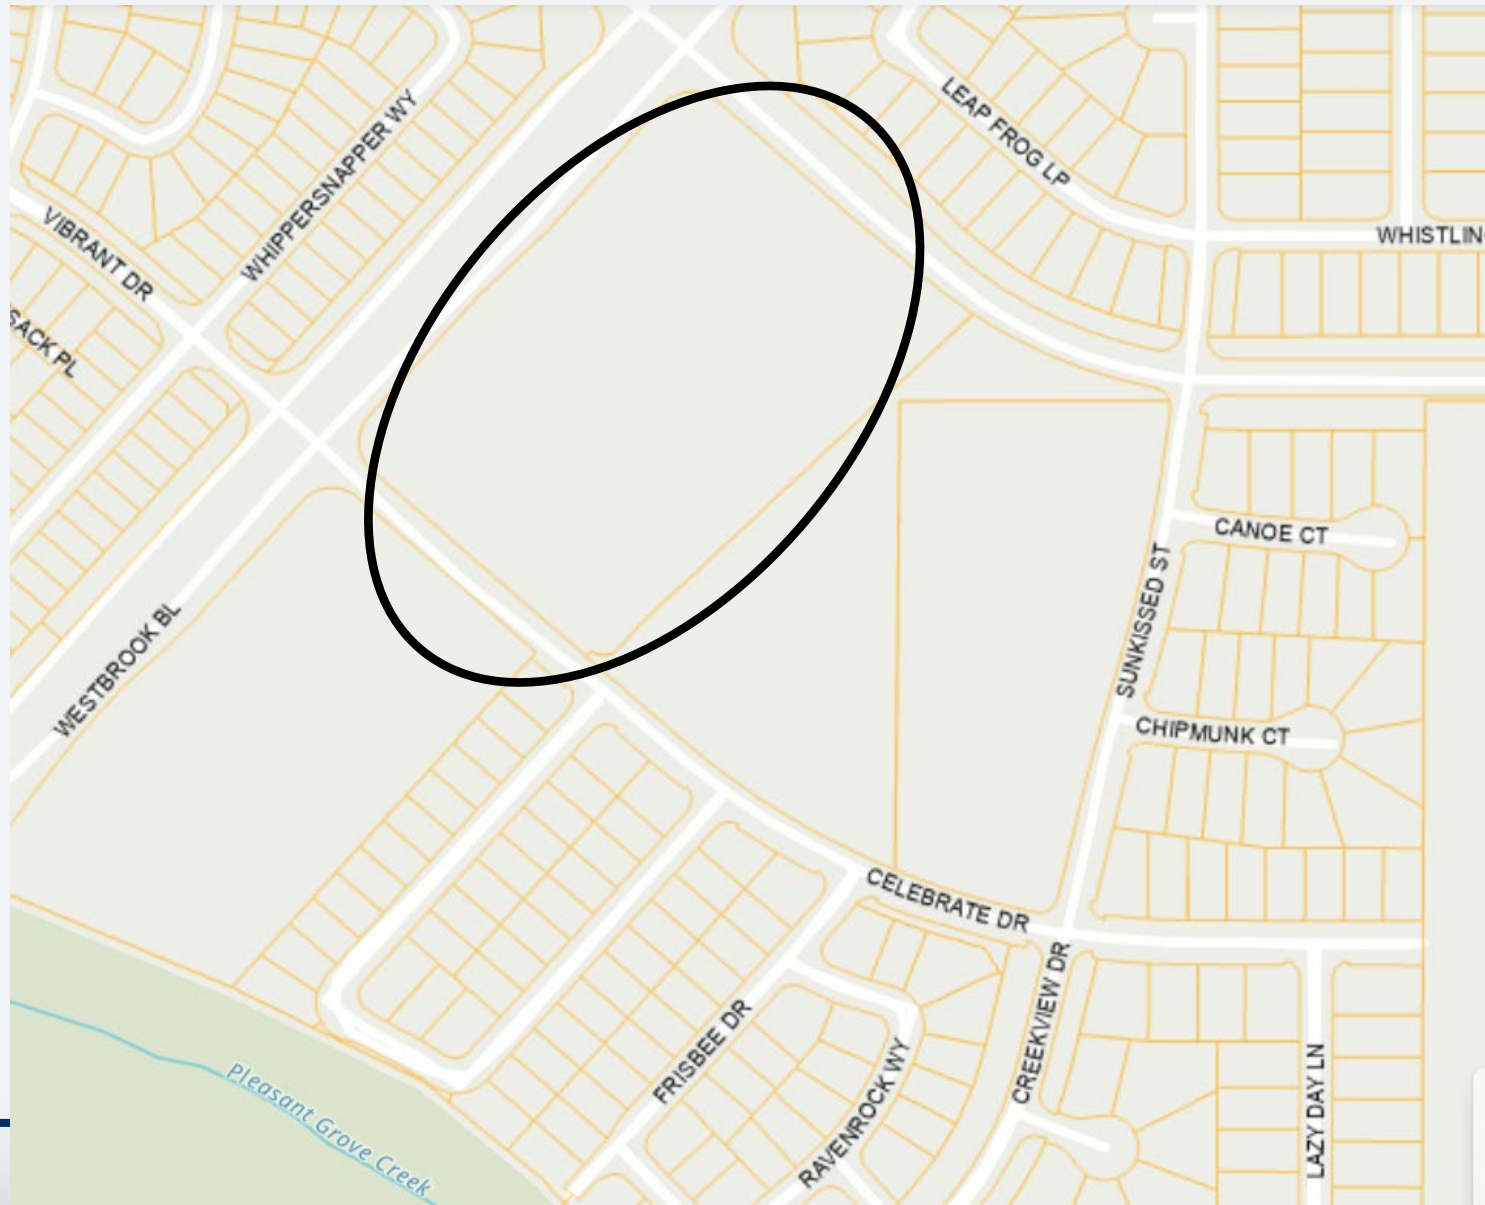 LEAP FROG LP
WHIPPERSNAPPER WY
VIBRANT DR
WHISTLIN
SACK PL
CANOE CT
SUNKISSED ST
WESTBROOK BL
CHIPMUNK CT
CELEBRATE DR
CREEKVIEW DR
FRISBEE DR
RAVENROCK WY
LAZY DAY LN
Pleasant Grove Creek